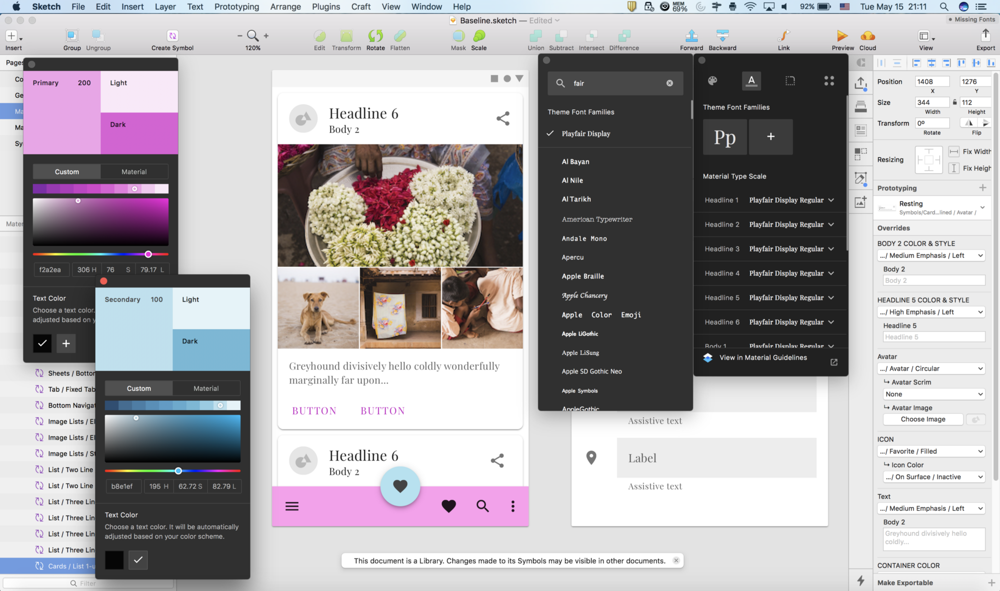 Sketch File Edit Insert Layer Text Prototyping Arrange Plugins Craft View Window Help
MEM 69% 92% Tue May 15 21:11
Baseline.sketch — Edited
Missing Fonts
Insert Group Ungroup Create Symbol 120% Edit Transform Rotate Flatten Mask Scale Union Subtract Intersect Difference Forward Backward Link Preview Cloud View Export
Pages
Co
Ge
Ma
Ma
Sy
Mater
Primary 200
Light
Dark
Custom Material
f2a2ea 306 H 76 S 79.17 L
Text Color
Choose a text color.
adjusted based on y
Sheets / Bottor
Tab / Fixed Tab
Bottom Navigat
Image Lists / El
Image Lists / El
Image Lists / St
List / Two Line
List / Two Line
List / Three Lin
List / Three Lin
List / Three Lin
List / Three Lin
Cards / List 1-u
Filter
Secondary 100
Light
Dark
Custom Material
b8e1ef 195 H 62.72 S 82.79 L
Text Color
Choose a text color. It will be automatically
adjusted based on your color scheme.
Headline 6
Body 2
Greyhound divisively hello coldly wonderfully
marginally far upon...
BUTTON BUTTON
Headline 6
Body 2
fair
Theme Font Families
Playfair Display
Al Bayan
Al Nile
Al Tarikh
American Typewriter
Andale Mono
Apercu
Apple Braille
Apple Chancery
Apple Color Emoji
Apple LiGothic
Apple LiSung
Apple SD Gothic Neo
Apple Symbols
AppleGothic
A
Theme Font Families
Pp +
Material Type Scale
Headline 1 Playfair Display Regular
Headline 2 Playfair Display Regular
Headline 3 Playfair Display Regular
Headline 4 Playfair Display Regular
Headline 5 Playfair Display Regular
Headline 6 Playfair Display Regular
Body 1 Playfair Display Regular
View in Material Guidelines
Assistive text
Label
Assistive text
This document is a Library. Changes made to its Symbols may be visible in other documents.
Position 1408 1276
X Y
Size 344 112
Width Height
Transform 0º
Rotate Flip
Resizing
Fix Width
Fix Heigh
Prototyping
Resting
Symbols/Card...lined / Avatar /
Overrides
BODY 2 COLOR & STYLE
.../ Medium Emphasis / Left
Body 2
Body 2
HEADLINE 5 COLOR & STYLE
.../ High Emphasis / Left
Headline 5
Headline 5
Avatar
.../ Avatar / Circular
↳ Avatar Scrim
None
↳ Avatar Image
Choose Image
ICON
.../ Favorite / Filled
↳ Icon Color
.../ On Surface / Inactive
Text
.../ Medium Emphasis / Left
Body 2
Greyhound divisively hello
coldly...
CONTAINER COLOR
Make Exportable